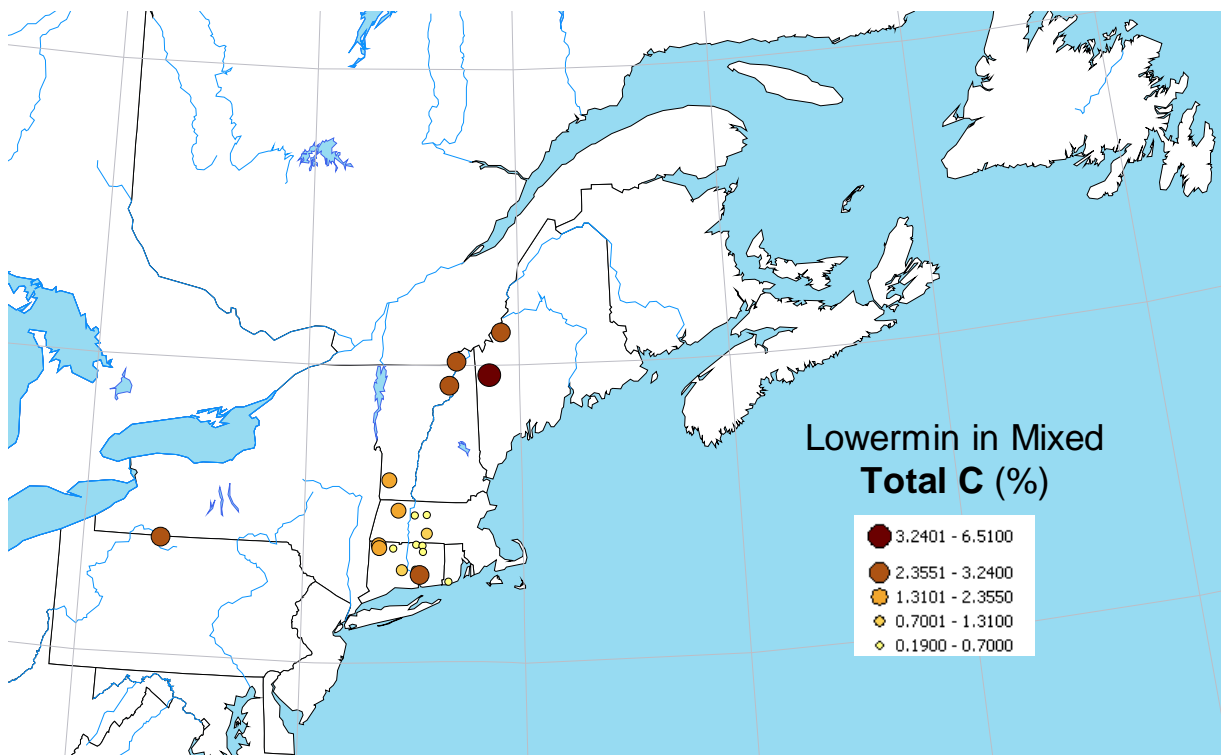 Lowermin in Mixed
Total C (%)
3.2401 - 6.5100
2.3551 - 3.2400
1.3101 - 2.3550
0.7001 - 1.3100
0.1900 - 0.7000